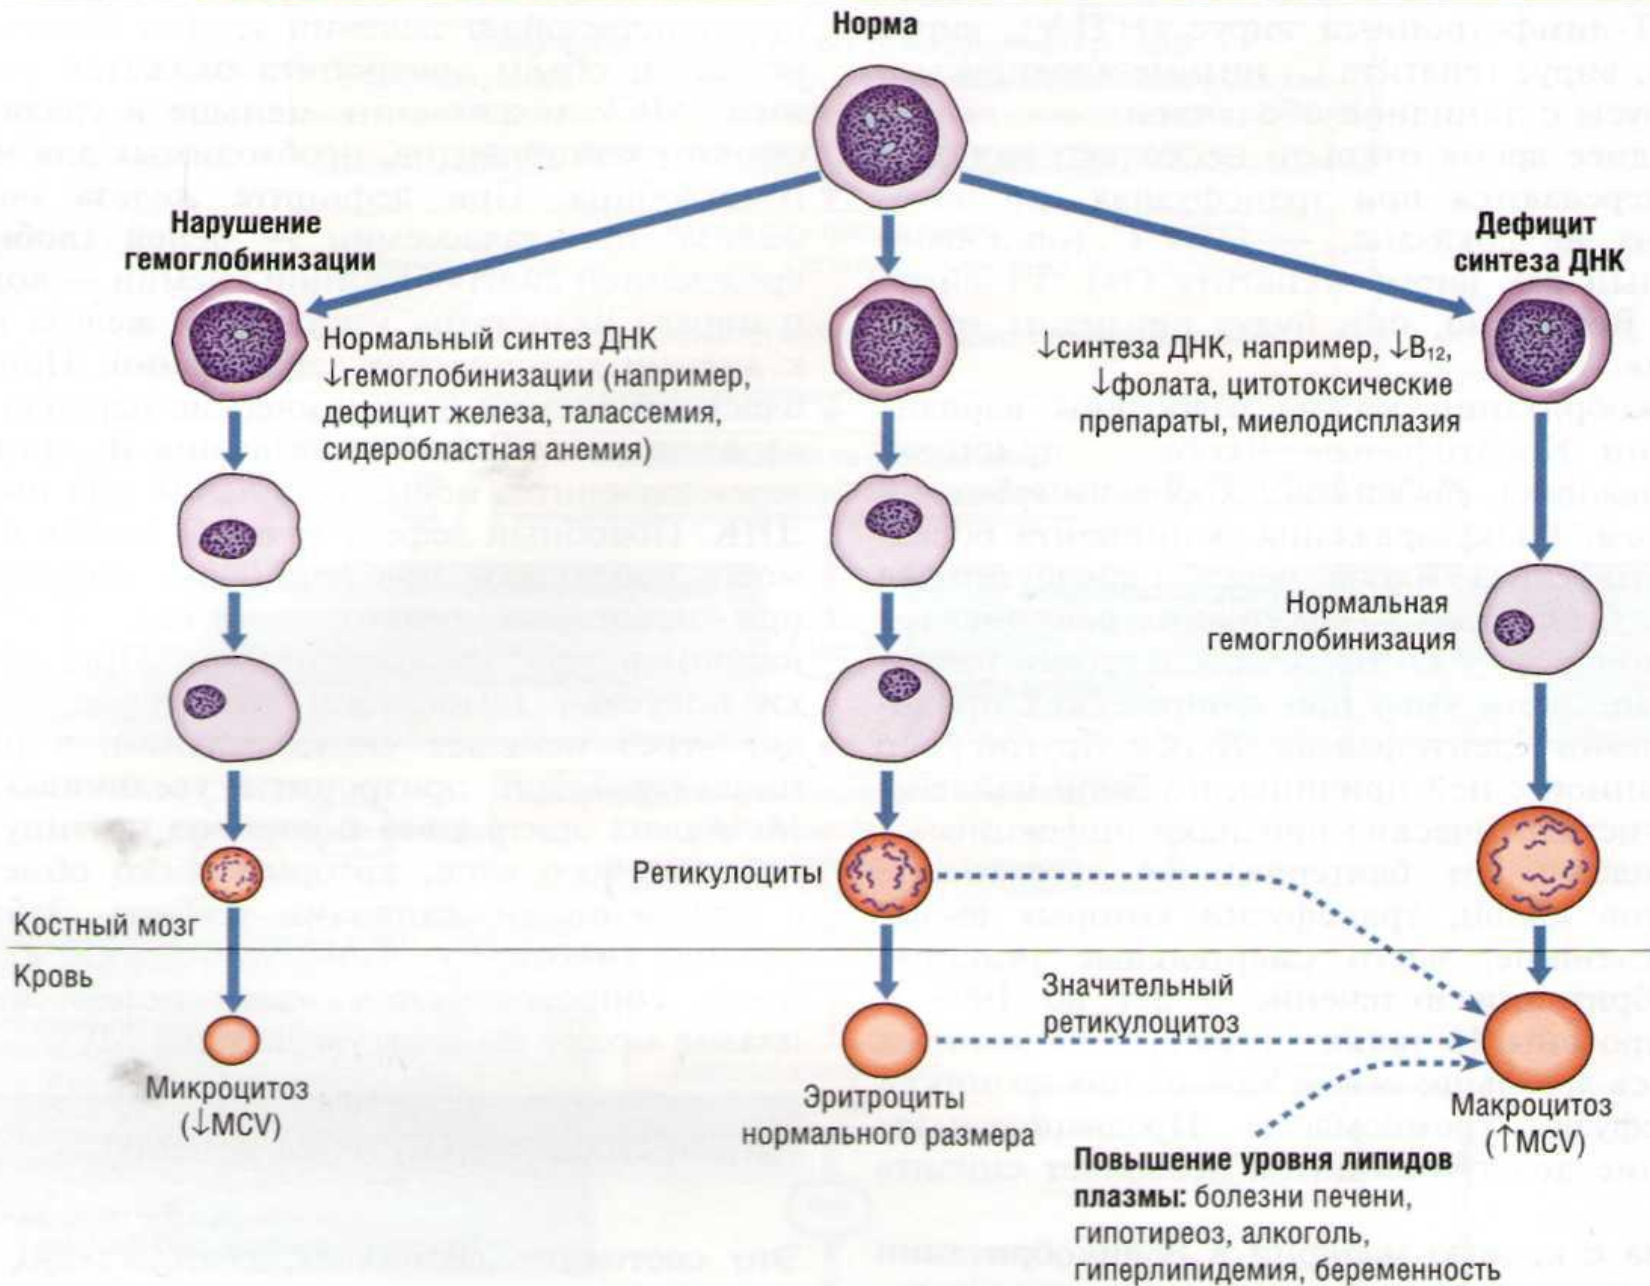 Норма
Нарушение
гемоглобинизации
Дефицит
синтеза ДНК
Нормальный синтез ДНК
↓гемоглобинизации (например,
дефицит железа, талассемия,
сидеробластная анемия)
↓синтеза ДНК, например, ↓B₁₂,
↓фолата, цитотоксические
препараты, миелодисплазия
Нормальная
гемоглобинизация
Ретикулоциты
Костный мозг
Кровь
Значительный
ретикулоцитоз
Микроцитоз
(↓MCV)
Эритроциты
нормального размера
Макроцитоз
(↑MCV)
Повышение уровня липидов
плазмы: болезни печени,
гипотиреоз, алкоголь,
гиперлипидемия, беременность